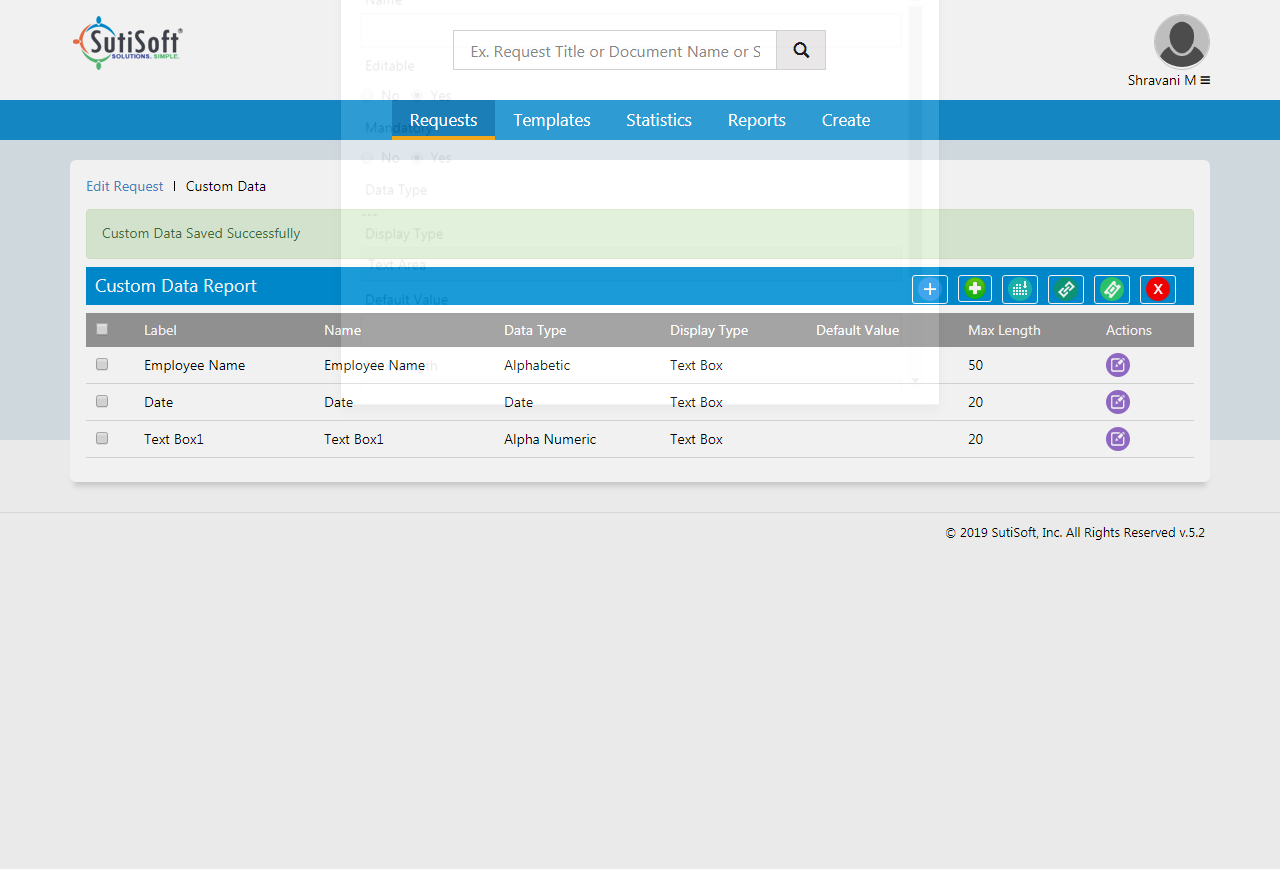 Name
SutiSoft®
SOLUTIONS. SIMPLE.
Ex. Request Title or Document Name or S
Shravani M
Editable
No Yes
Requests Templates Statistics Reports Create
Mandatory
No Yes
Edit Request | Custom Data
Data Type
---
Custom Data Saved Successfully
Display Type
Text Area
Custom Data Report
X
Default Value
Label Name Data Type Display Type Default Value Max Length Actions
Employee Name Employee Name Alphabetic Text Box 50
Date Date Date Text Box 20
Text Box1 Text Box1 Alpha Numeric Text Box 20
© 2019 SutiSoft, Inc. All Rights Reserved v.5.2